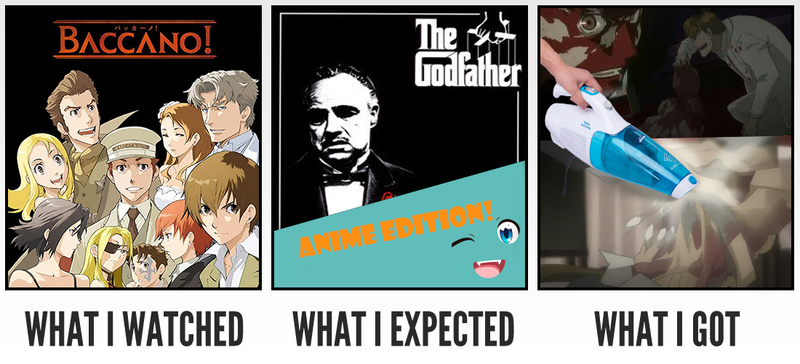 バッカーノ!
BACCANO!
The
Godfather
ANIME EDITION!
WHAT I WATCHED
WHAT I EXPECTED
WHAT I GOT